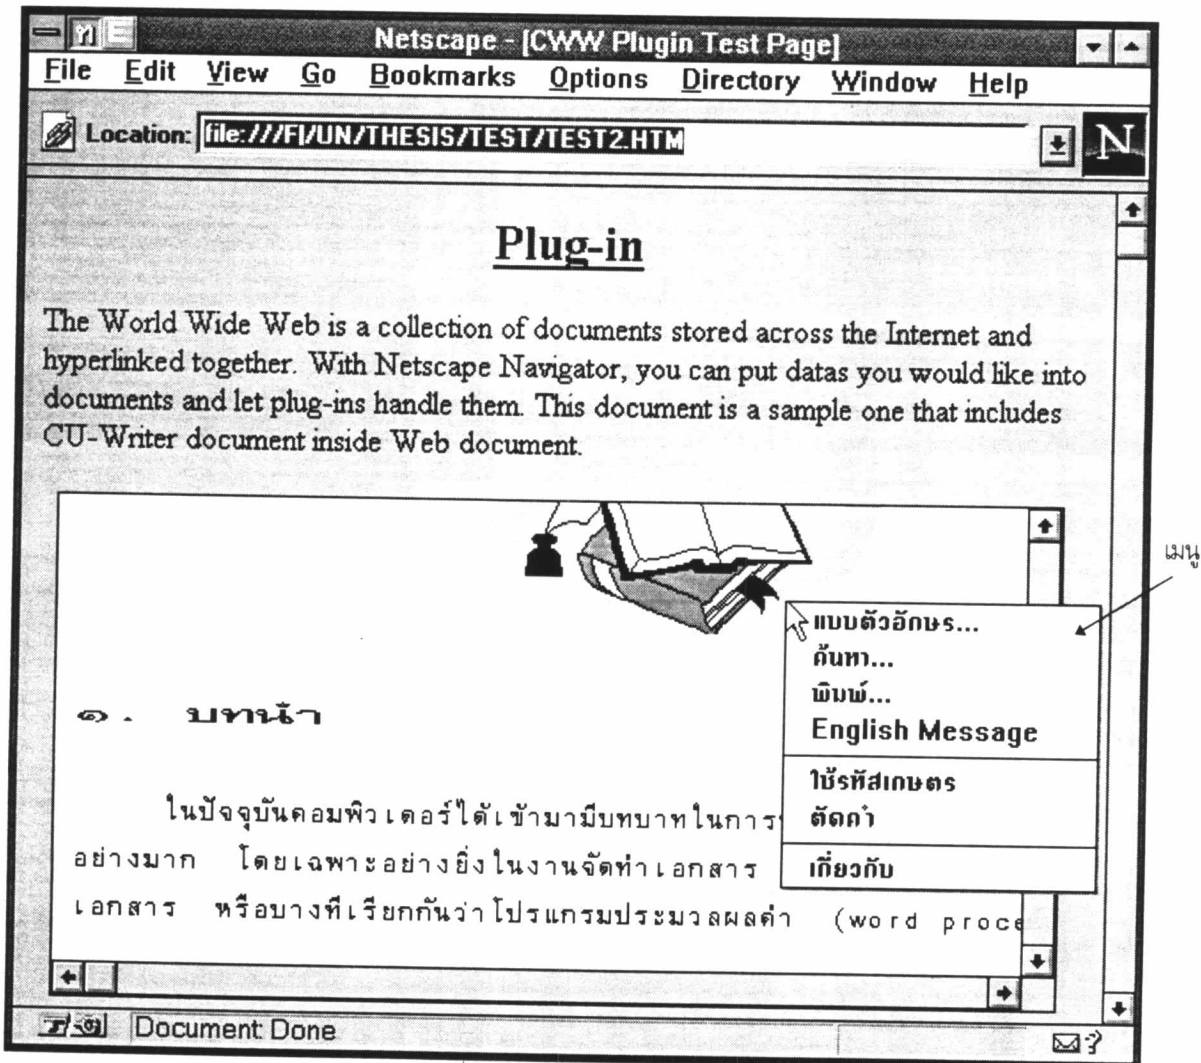 Netscape - [CWW Plugin Test Page]
File Edit View Go Bookmarks Options Directory Window Help
Location: file:///F|/UN/THESIS/TEST/TEST2.HTM
N
Plug-in
The World Wide Web is a collection of documents stored across the Internet and
hyperlinked together. With Netscape Navigator, you can put datas you would like into
documents and let plug-ins handle them. This document is a sample one that includes
CU-Writer document inside Web document.
เมนู
แบบตัวอักษร...
ค้นหา...
พิมพ์...
English Message
ใช้รหัสเกษตร
ตัดคำ
เกี่ยวกับ
๑. บทนำ
ในปัจจุบันคอมพิวเตอร์ได้เข้ามามีบทบาทในการ
อย่างมาก โดยเฉพาะอย่างยิ่งในงานจัดทำเอกสาร
เอกสาร หรือบางทีเรียกกันว่าโปรแกรมประมวลผลคำ (word proce
Document: Done